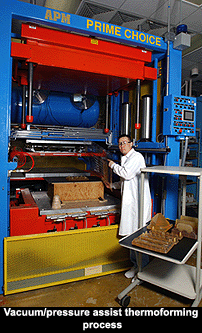 APM PRIME CHOICE
Vacuum/pressure assist thermoforming
process